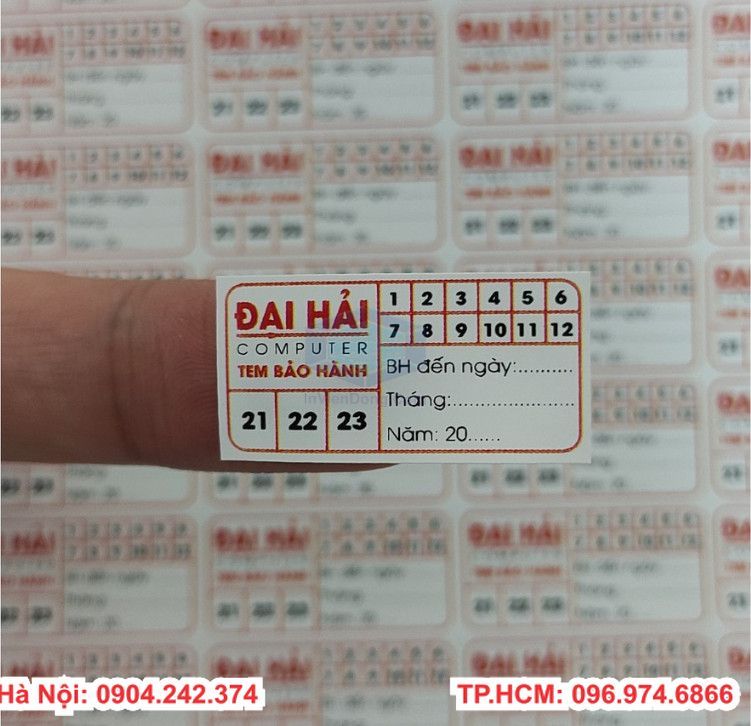 ĐẠI HẢI
COMPUTER
TEM BẢO HÀNH
21 22 23
1 2 3 4 5 6
7 8 9 10 11 12
BH đến ngày:..........
Tháng:......................
Năm: 20......
Hà Nội: 0904.242.374
TP.HCM: 096.974.6866